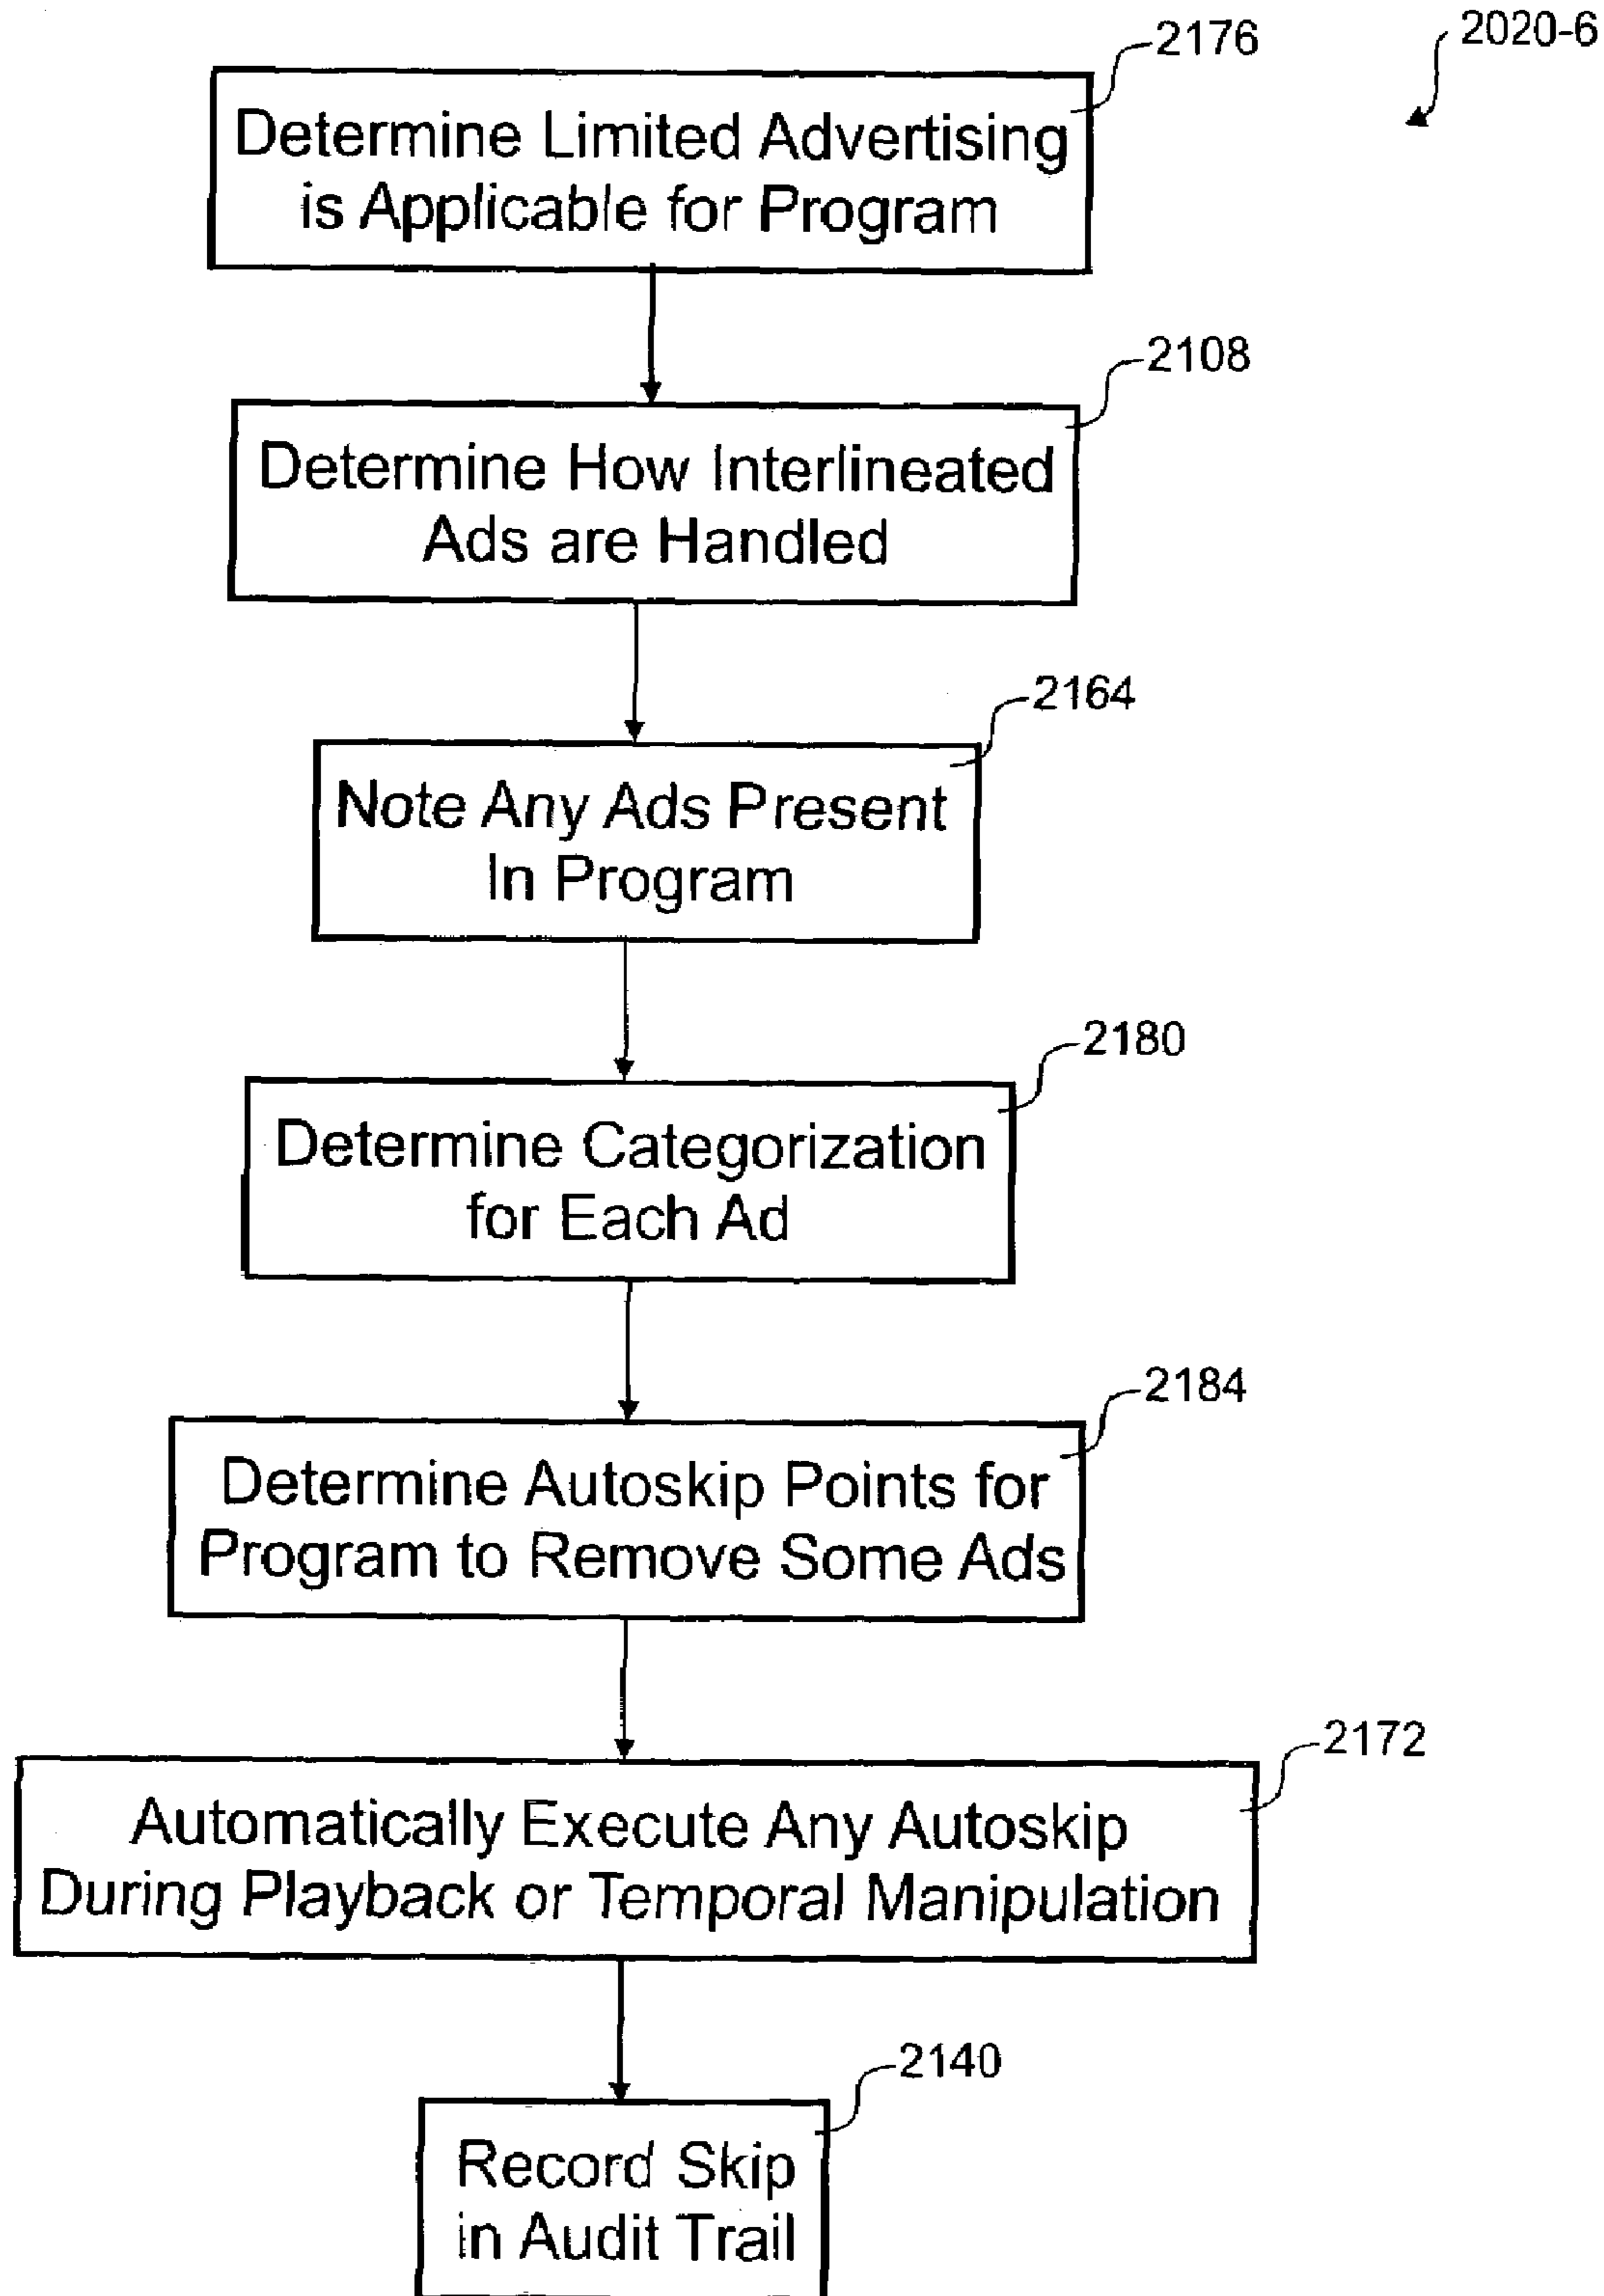 2020-6
2176
Determine Limited Advertising
is Applicable for Program
2108
Determine How Interlineated
Ads are Handled
2164
Note Any Ads Present
In Program
2180
Determine Categorization
for Each Ad
2184
Determine Autoskip Points for
Program to Remove Some Ads
2172
Automatically Execute Any Autoskip
During Playback or Temporal Manipulation
2140
Record Skip
in Audit Trail